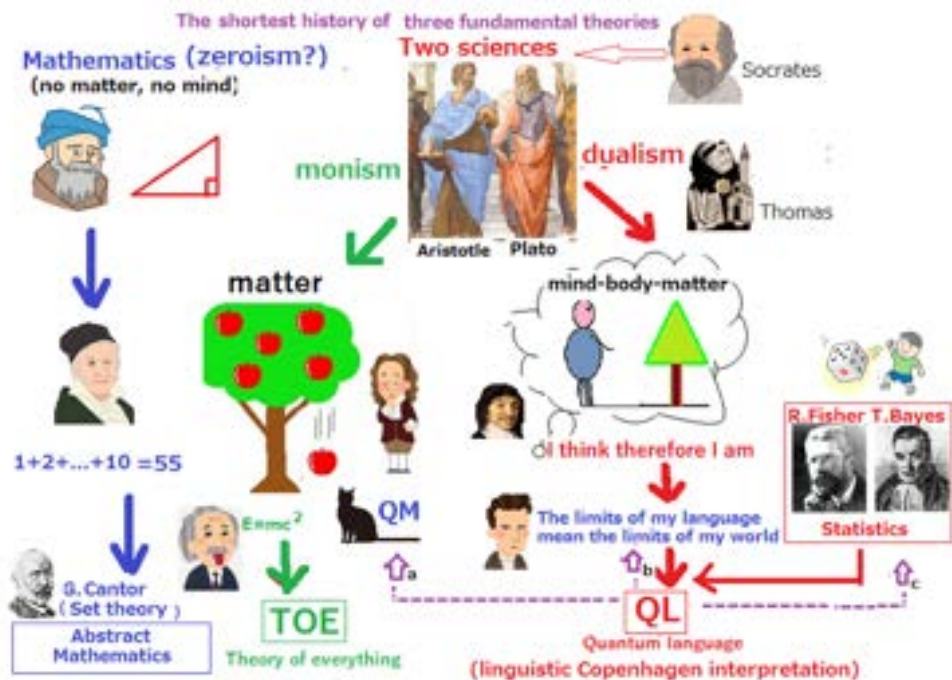 The shortest history of three fundamental theories
Mathematics (zeroism?)
(no matter, no mind)
Two sciences
Socrates
monism
dualism
Thomas
Aristotle
Plato
matter
mind-body-matter
R.Fisher T.Bayes
Statistics
I think therefore I am
1+2+...+10 =55
E=mc²
QM
The limits of my language
mean the limits of my world
a
b
c
G.Cantor
(Set theory)
Abstract
Mathematics
TOE
Theory of everything
QL
Quantum language
(linguistic Copenhagen interpretation)